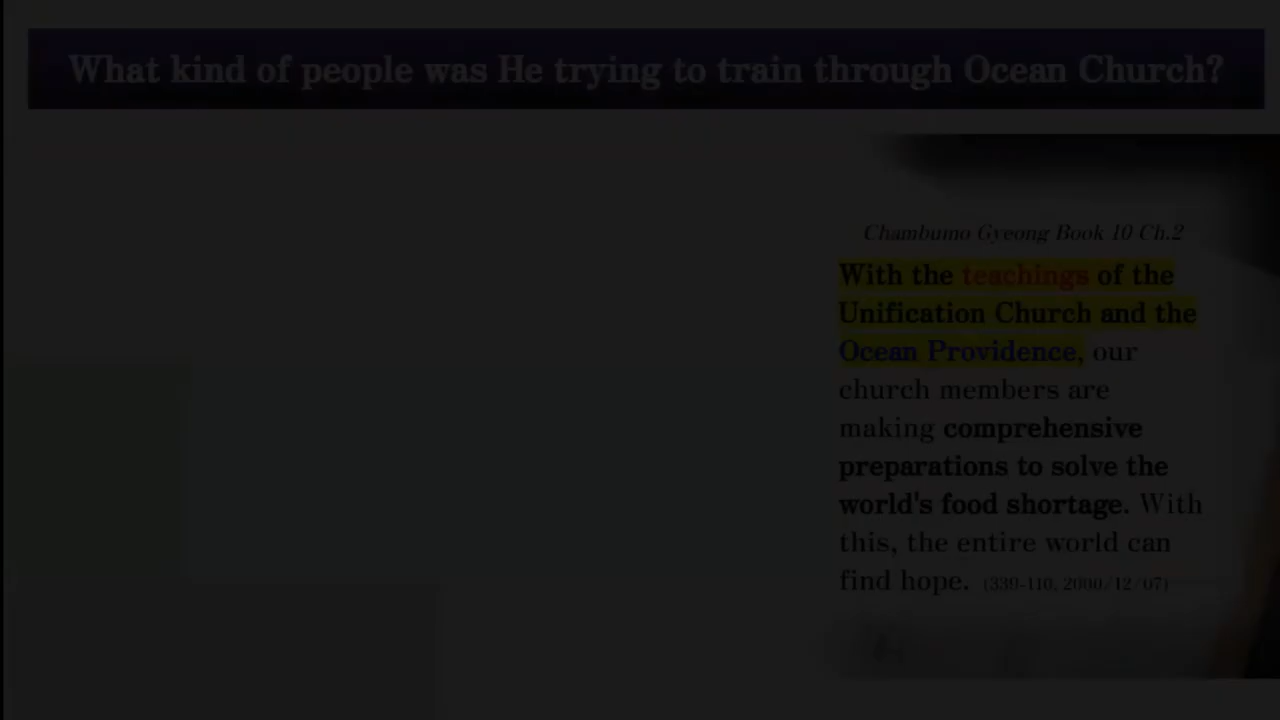 What kind of people was He trying to train through Ocean Church?
Chambumo Gyeong Book 10 Ch.2
With the teachings of the
Unification Church and the
Ocean Providence, our
church members are
making comprehensive
preparations to solve the
world's food shortage. With
this, the entire world can
find hope. (339-110, 2000/12/07)